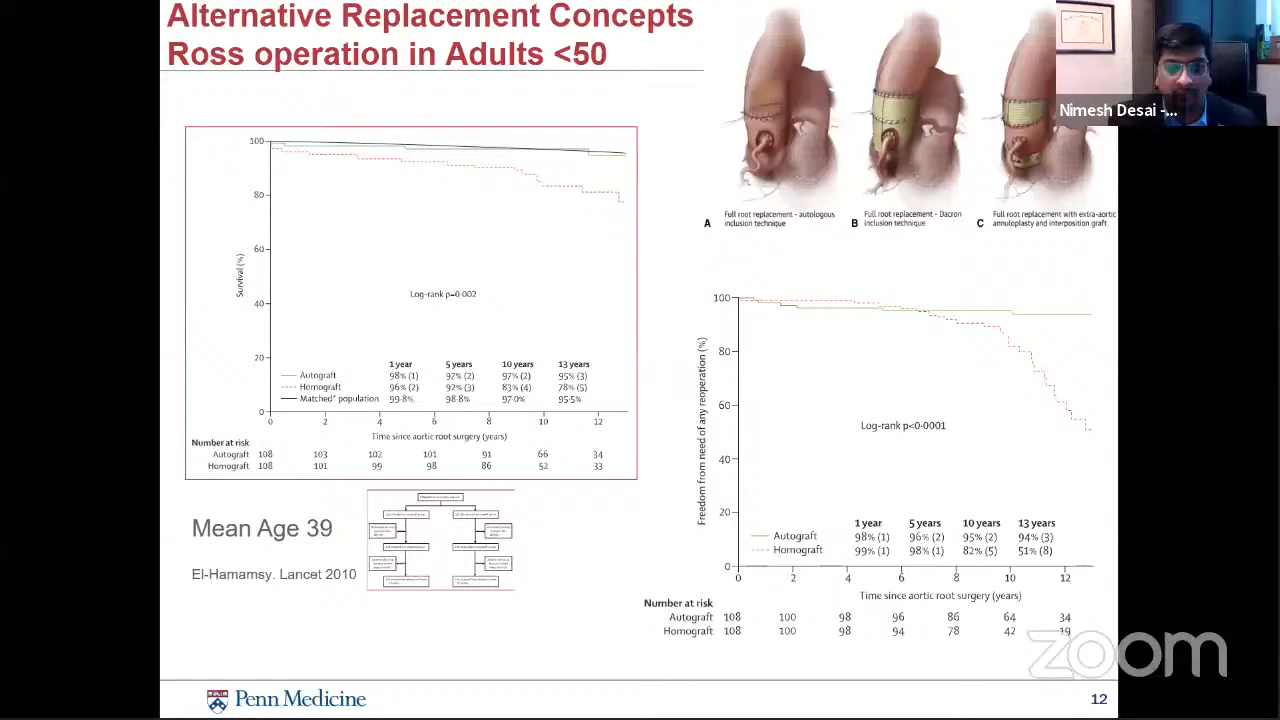 Alternative Replacement Concepts
Ross operation in Adults <50
Nimesh Desai -...
Full root replacement - autologous
inclusion technique
A
Full root replacement - Dacron
inclusion technique
B
Full root replacement with extra-aortic
annuloplasty and interposition graft
C
100
80
60
40
20
0
Survival (%)
Log-rank p=0·002
1 year 5 years 10 years 13 years
Autograft 98% (1) 97% (2) 97% (2) 95% (3)
Homograft 96% (2) 92% (3) 83% (4) 78% (5)
Matched* population 99·8% 98·8% 97·0% 95·5%
0 2 4 6 8 10 12
Time since aortic root surgery (years)
Number at risk
Autograft 108 103 102 101 91 66 34
Homograft 108 101 99 98 86 52 33
Mean Age 39
El-Hamamsy. Lancet 2010
100
80
60
40
20
0
Freedom from need of any reoperation (%)
Log-rank p<0·0001
1 year 5 years 10 years 13 years
Autograft 98% (1) 96% (2) 95% (2) 94% (3)
Homograft 99% (1) 98% (1) 82% (5) 51% (8)
0 2 4 6 8 10 12
Time since aortic root surgery (years)
Number at risk
Autograft 108 100 98 96 86 64 34
Homograft 108 100 98 94 78 42 19
zoom
Penn Medicine
12